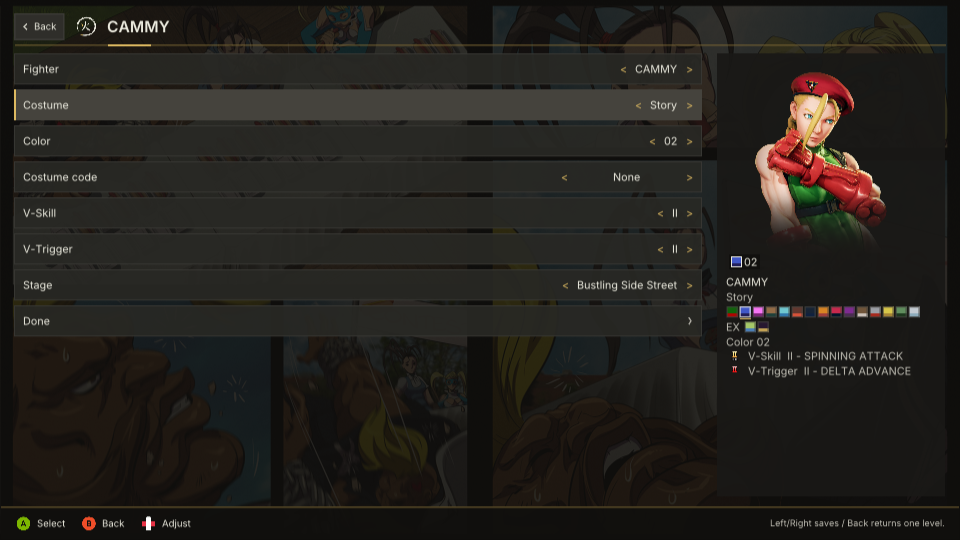 Back
CAMMY
Fighter
< CAMMY >
Costume
< Story >
Color
< 02 >
Costume code
< None >
V-Skill
< II >
V-Trigger
< II >
Stage
< Bustling Side Street >
Done
02
CAMMY
Story
EX
Color 02
II V-Skill II - SPINNING ATTACK
II V-Trigger II - DELTA ADVANCE
A Select B Back Adjust
Left/Right saves / Back returns one level.